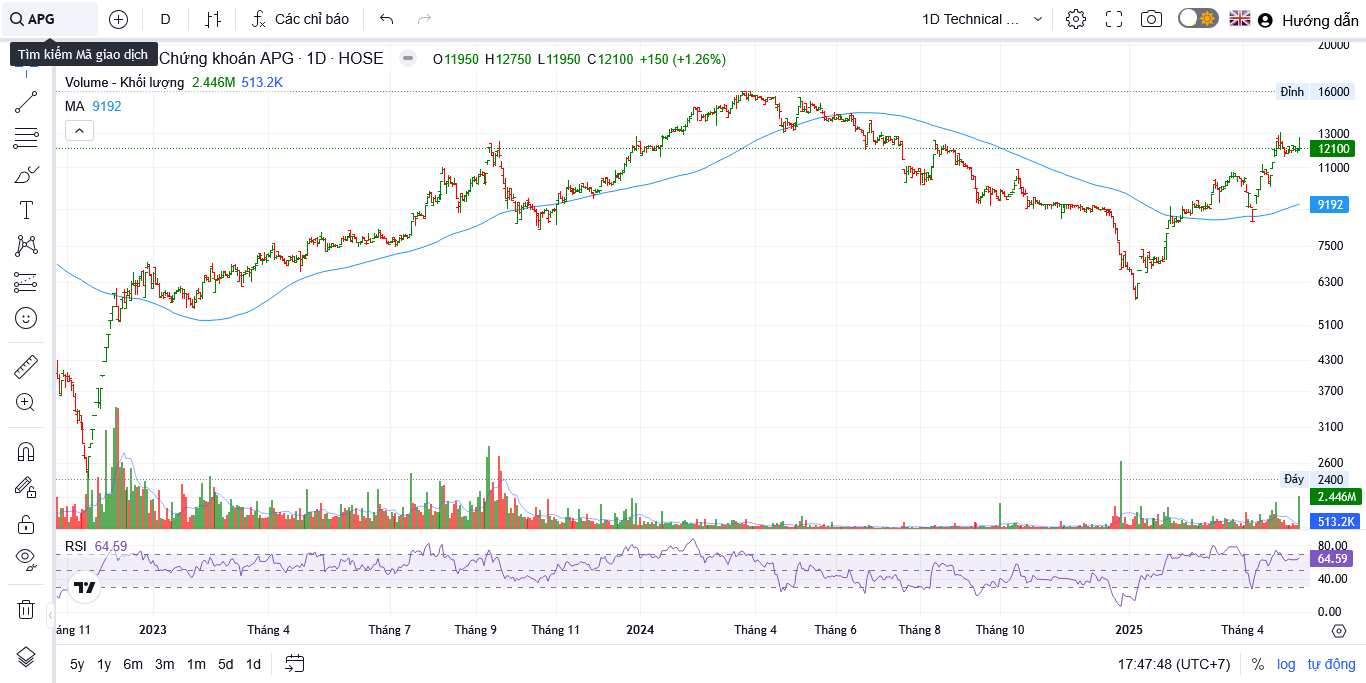 APG
D
Các chỉ báo
1D Technical ...
Hướng dẫn
Tìm kiếm Mã giao dịch
Chứng khoán APG · 1D · HOSE
O11950 H12750 L11950 C12100 +150 (+1.26%)
Volume - Khối lượng 2.446M 513.2K
MA 9192
20000
Đỉnh 16000
13000
12100
11000
9192
7500
6300
5100
4300
3700
3100
2600
Đáy 2400
2.446M
513.2K
RSI 64.59
80.00
64.59
40.00
0.00
áng 11 2023 Tháng 4 Tháng 7 Tháng 9 Tháng 11 2024 Tháng 4 Tháng 6 Tháng 8 Tháng 10 2025 Tháng 4
5y 1y 6m 3m 1m 5d 1d
17:47:48 (UTC+7) % log tự động